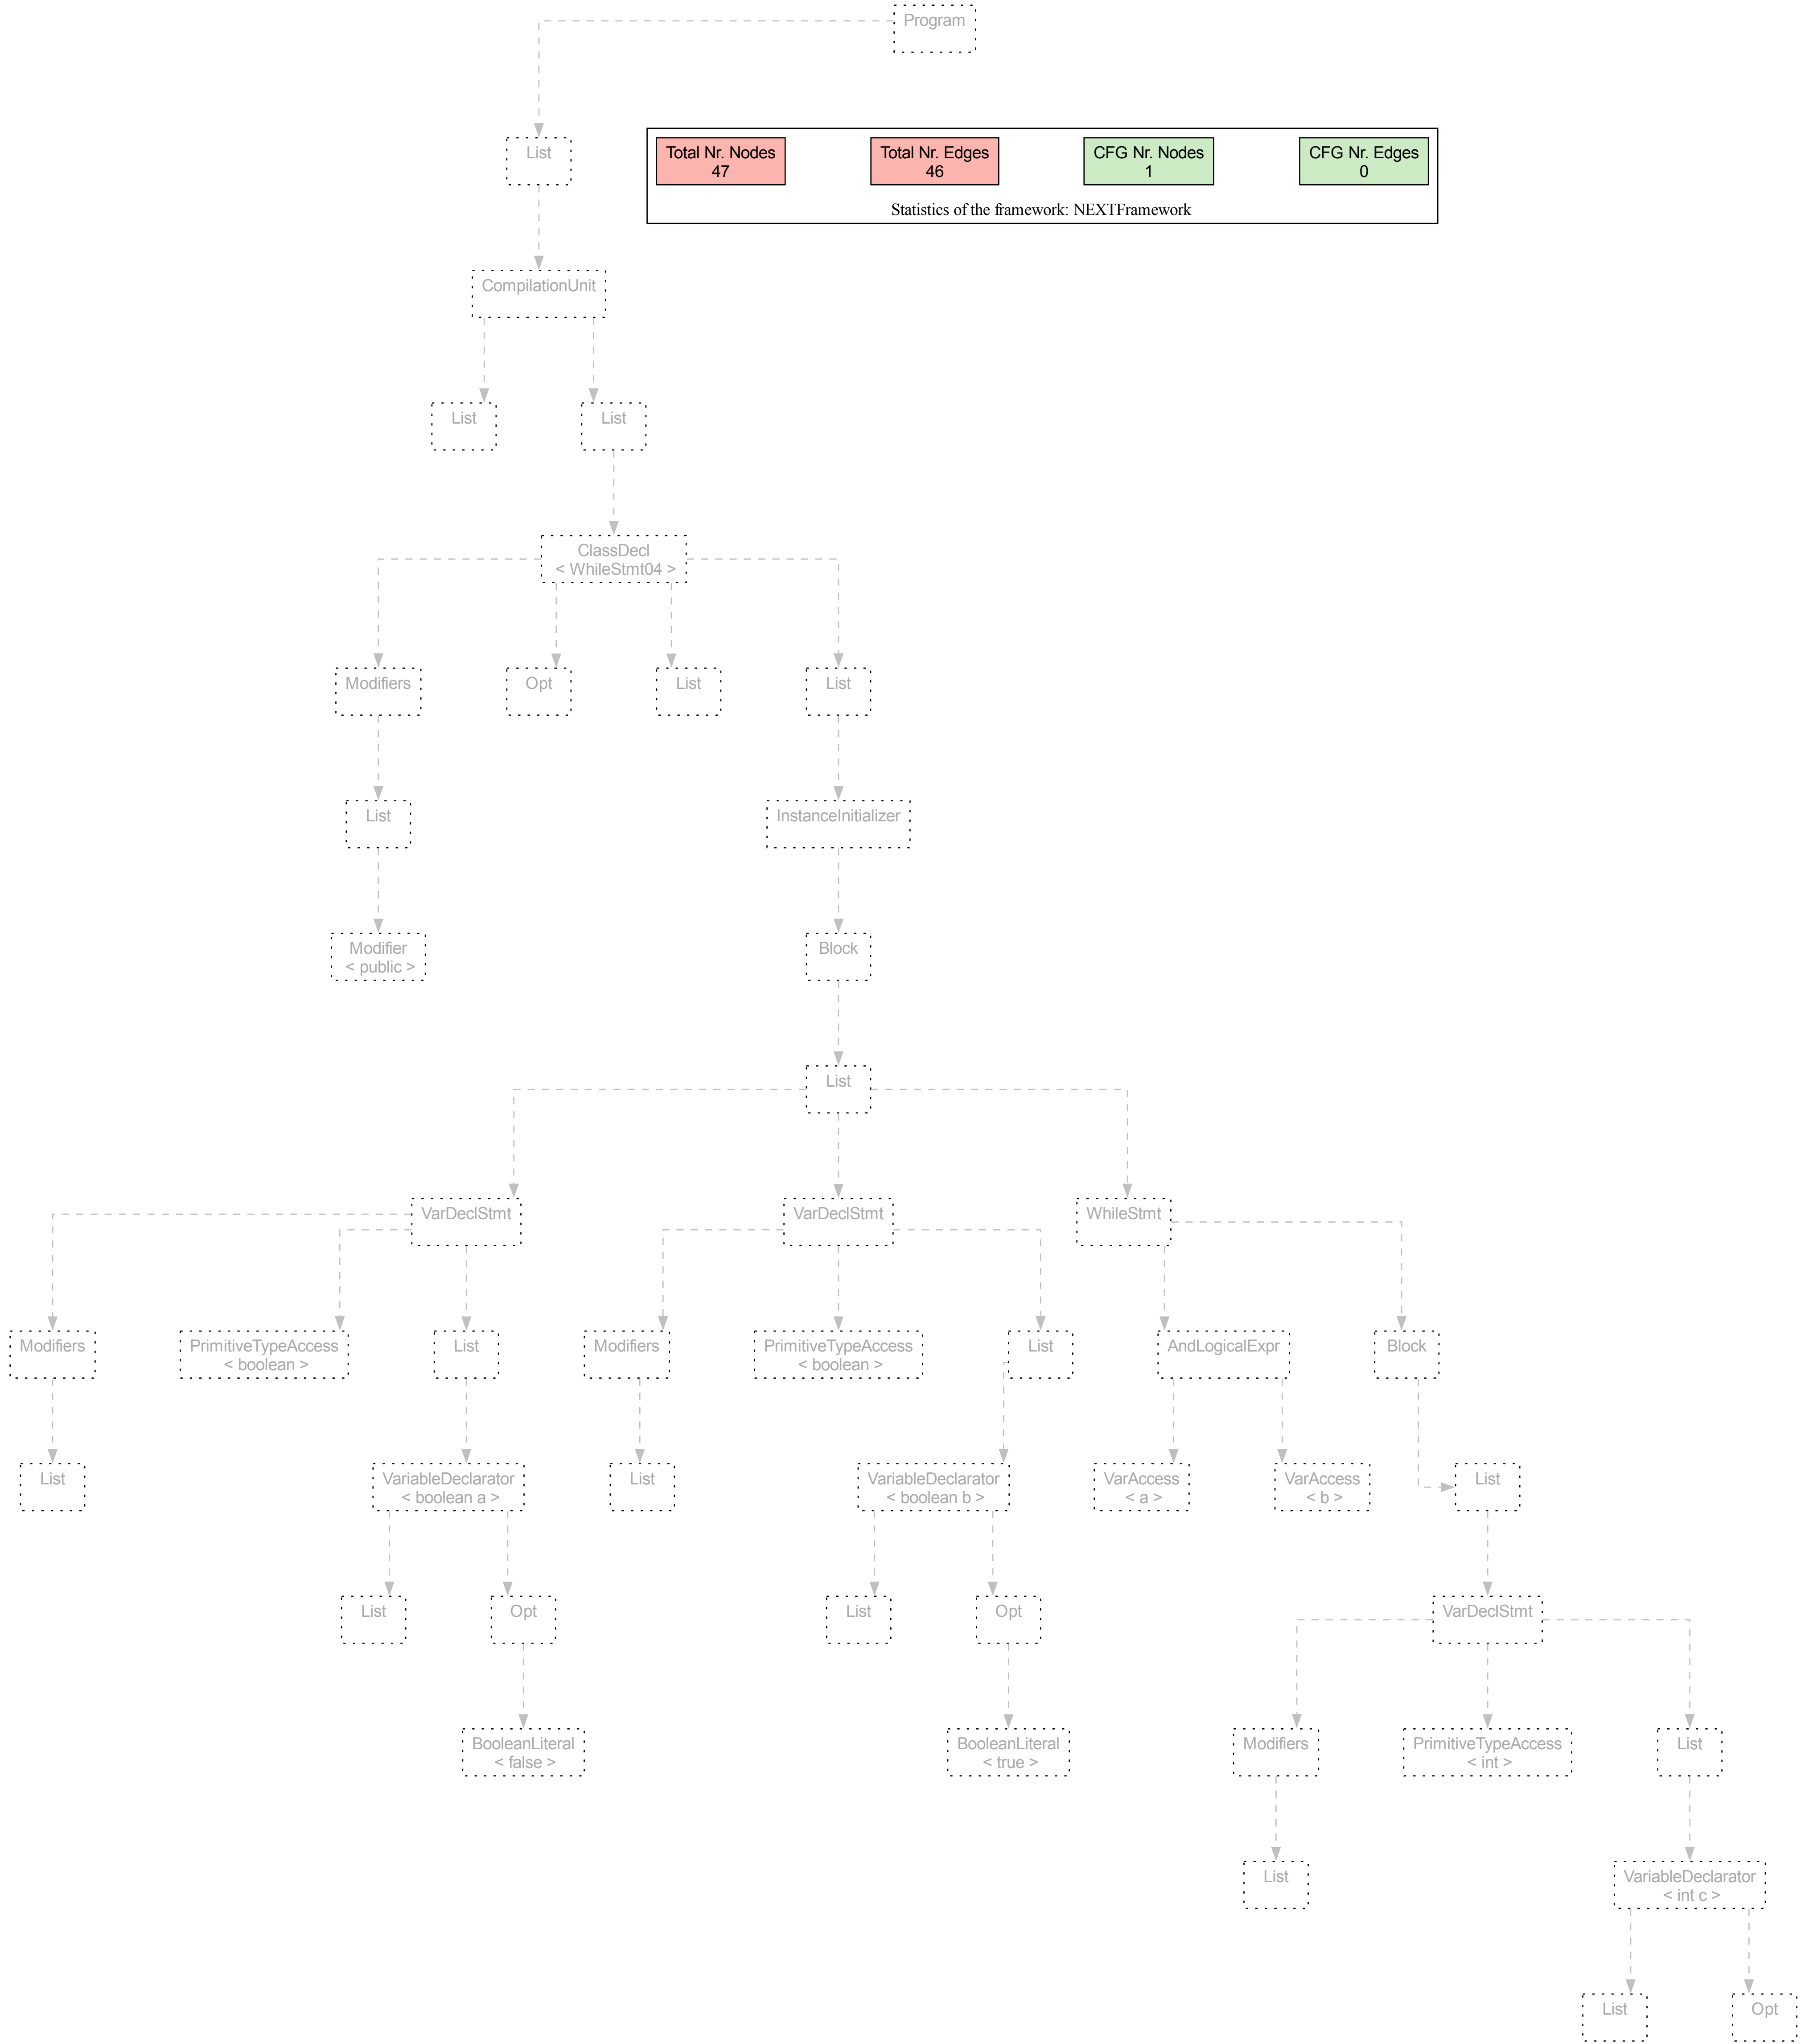 Program
List
Total Nr. Nodes
47
Total Nr. Edges
46
CFG Nr. Nodes
1
CFG Nr. Edges
0
Statistics of the framework: NEXTFramework
CompilationUnit
List
List
ClassDecl
< WhileStmt04 >
Modifiers
Opt
List
List
List
InstanceInitializer
Modifier
< public >
Block
List
VarDeclStmt
VarDeclStmt
WhileStmt
Modifiers
PrimitiveTypeAccess
< boolean >
List
Modifiers
PrimitiveTypeAccess
< boolean >
List
AndLogicalExpr
Block
List
VariableDeclarator
< boolean a >
List
VariableDeclarator
< boolean b >
VarAccess
< a >
VarAccess
< b >
List
List
Opt
List
Opt
VarDeclStmt
BooleanLiteral
< false >
BooleanLiteral
< true >
Modifiers
PrimitiveTypeAccess
< int >
List
List
VariableDeclarator
< int c >
List
Opt